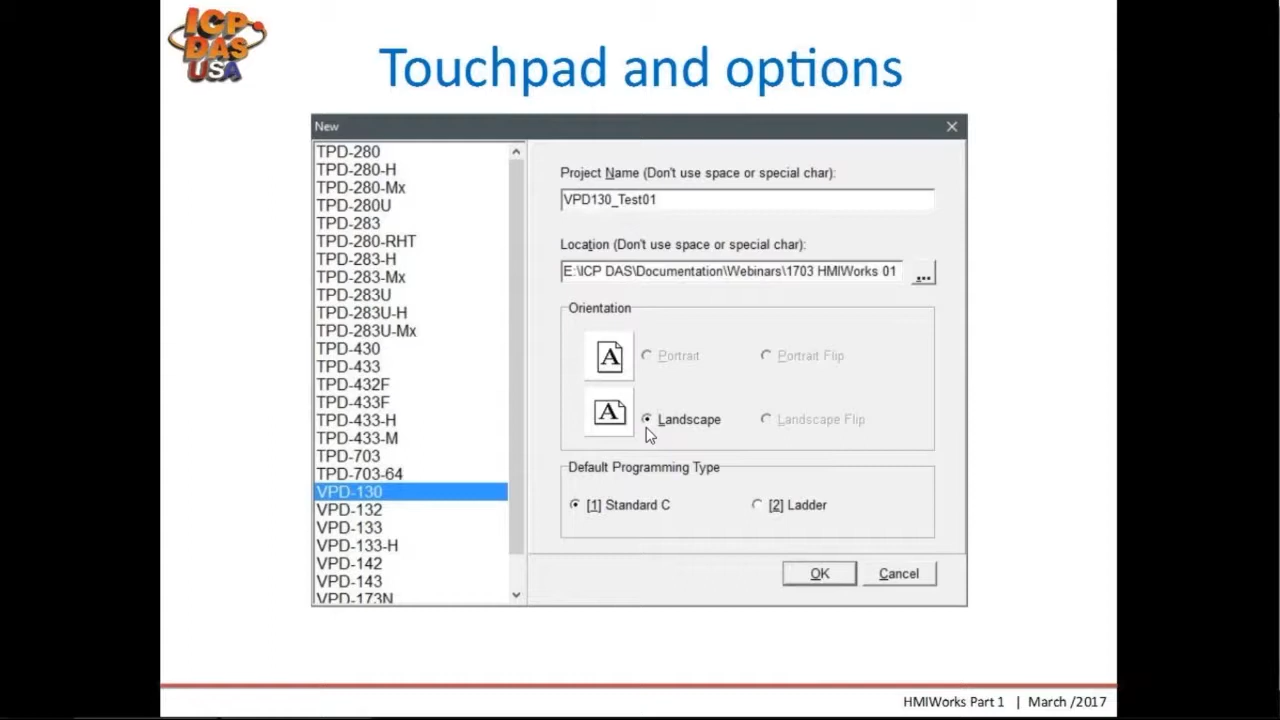 ICP
DAS
USA
Touchpad and options
New
TPD-280
TPD-280-H
TPD-280-Mx
TPD-280U
TPD-283
TPD-280-RHT
TPD-283-H
TPD-283-Mx
TPD-283U
TPD-283U-H
TPD-283U-Mx
TPD-430
TPD-433
TPD-432F
TPD-433F
TPD-433-H
TPD-433-M
TPD-703
TPD-703-64
VPD-130
VPD-132
VPD-133
VPD-133-H
VPD-142
VPD-143
VPD-173N
Project Name (Don't use space or special char):
VPD130_Test01
Location (Don't use space or special char):
E:\ICP DAS\Documentation\Webinars\1703 HMIWorks 01
...
Orientation
A
Portrait
Portrait Flip
A
Landscape
Landscape Flip
Default Programming Type
[1] Standard C
[2] Ladder
OK
Cancel
HMIWorks Part 1 | March /2017